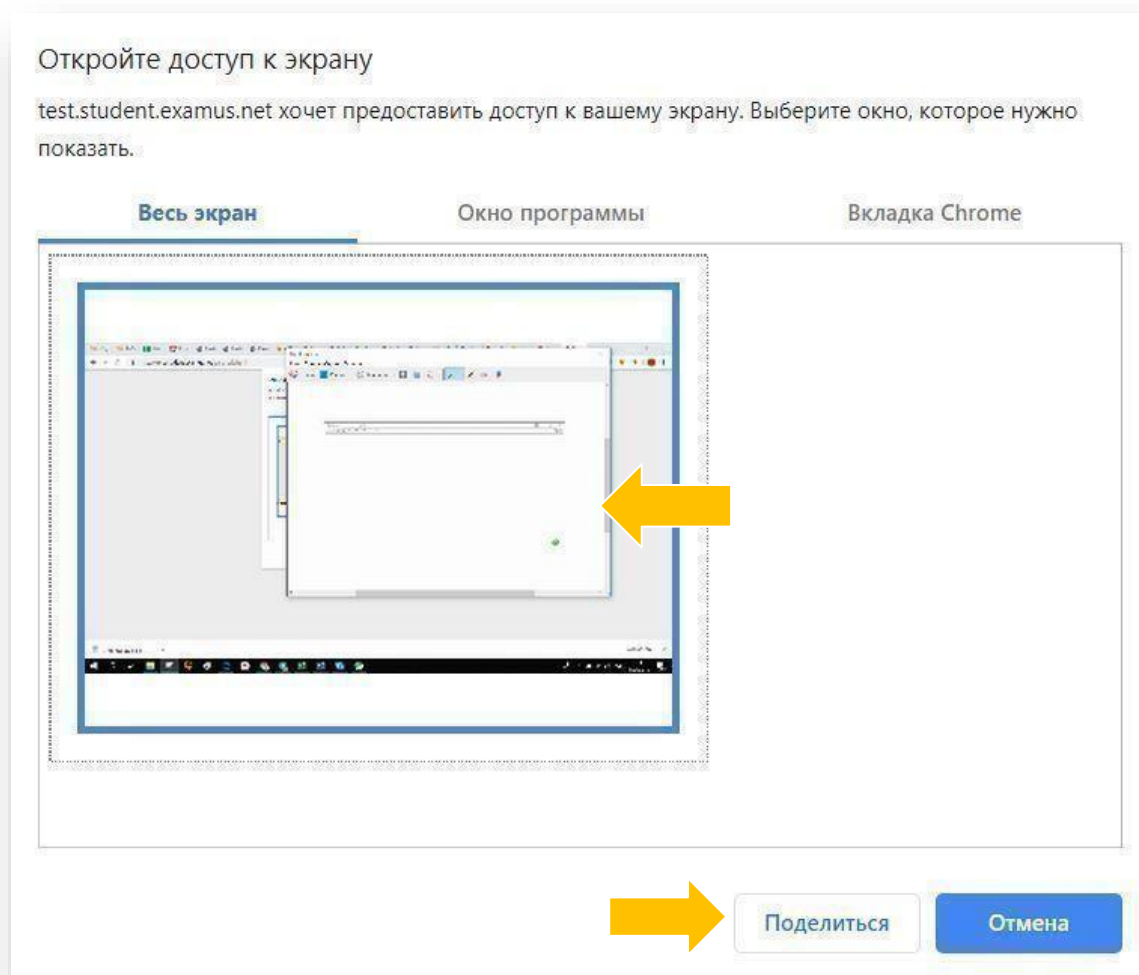 Откройте доступ к экрану
test.student.examus.net хочет предоставить доступ к вашему экрану. Выберите окно, которое нужно
показать.
Весь экран Окно программы Вкладка Chrome
Поделиться Отмена